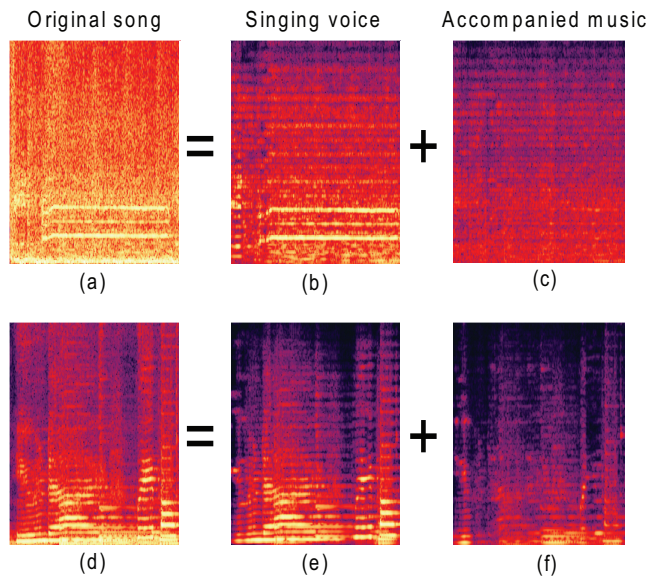 Original song Singing voice Accompanied music
= +
(a) (b) (c)
= +
(d) (e) (f)